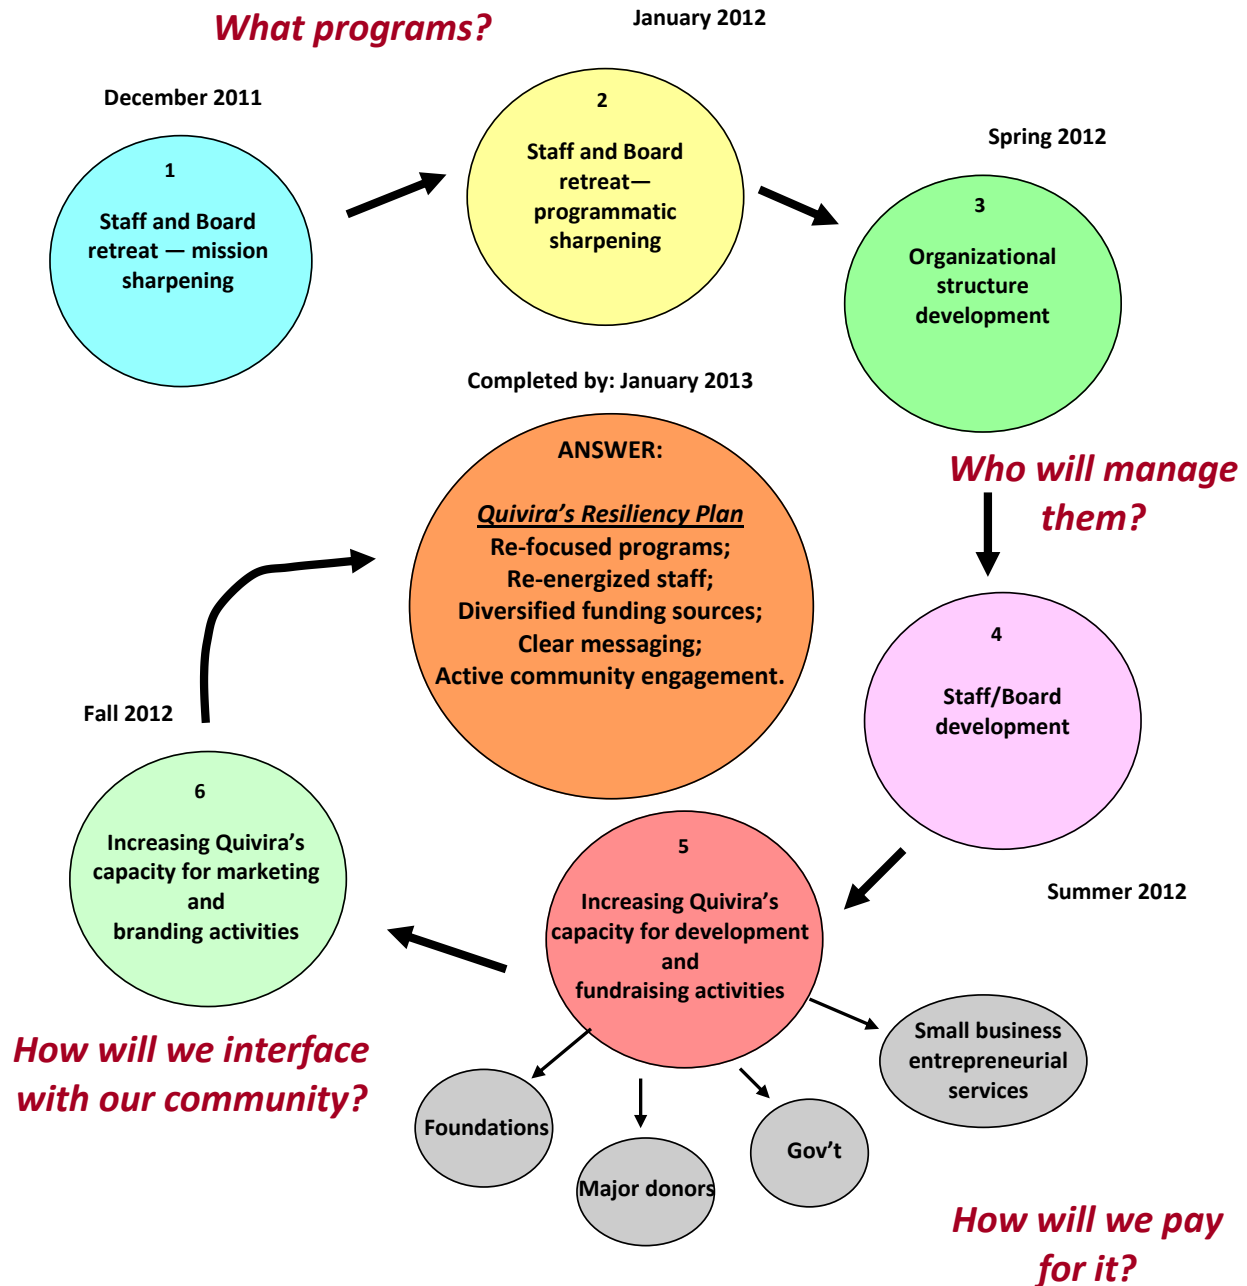 What programs?
January 2012
December 2011
1
Staff and Board
retreat — mission
sharpening
2
Staff and Board
retreat—
programmatic
sharpening
Spring 2012
3
Organizational
structure
development
Who will manage
them?
Completed by: January 2013
ANSWER:
Quivira’s Resiliency Plan
Re-focused programs;
Re-energized staff;
Diversified funding sources;
Clear messaging;
Active community engagement.
4
Staff/Board
development
Summer 2012
5
Increasing Quivira’s
capacity for development
and
fundraising activities
Foundations
Major donors
Gov’t
Small business
entrepreneurial
services
How will we pay
for it?
Fall 2012
6
Increasing Quivira’s
capacity for marketing
and
branding activities
How will we interface
with our community?